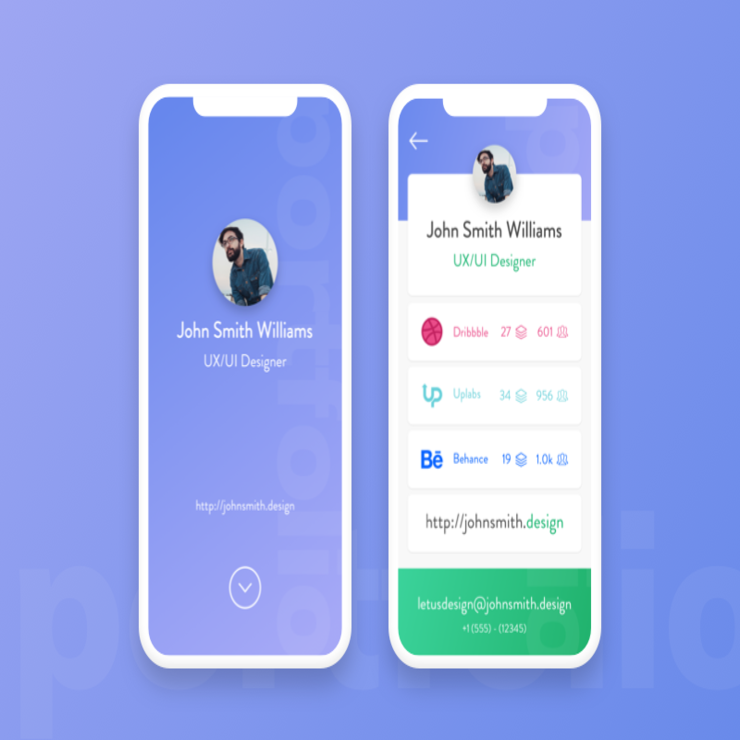 portfolio
John Smith Williams
UX/UI Designer
http://johnsmith.design
portfolio
John Smith Williams
UX/UI Designer
Dribbble 27 601
up Uplabs 34 956
Bē Behance 19 1.0k
http://johnsmith.design
letusdesign@johnsmith.design
+1 (555) - (12345)